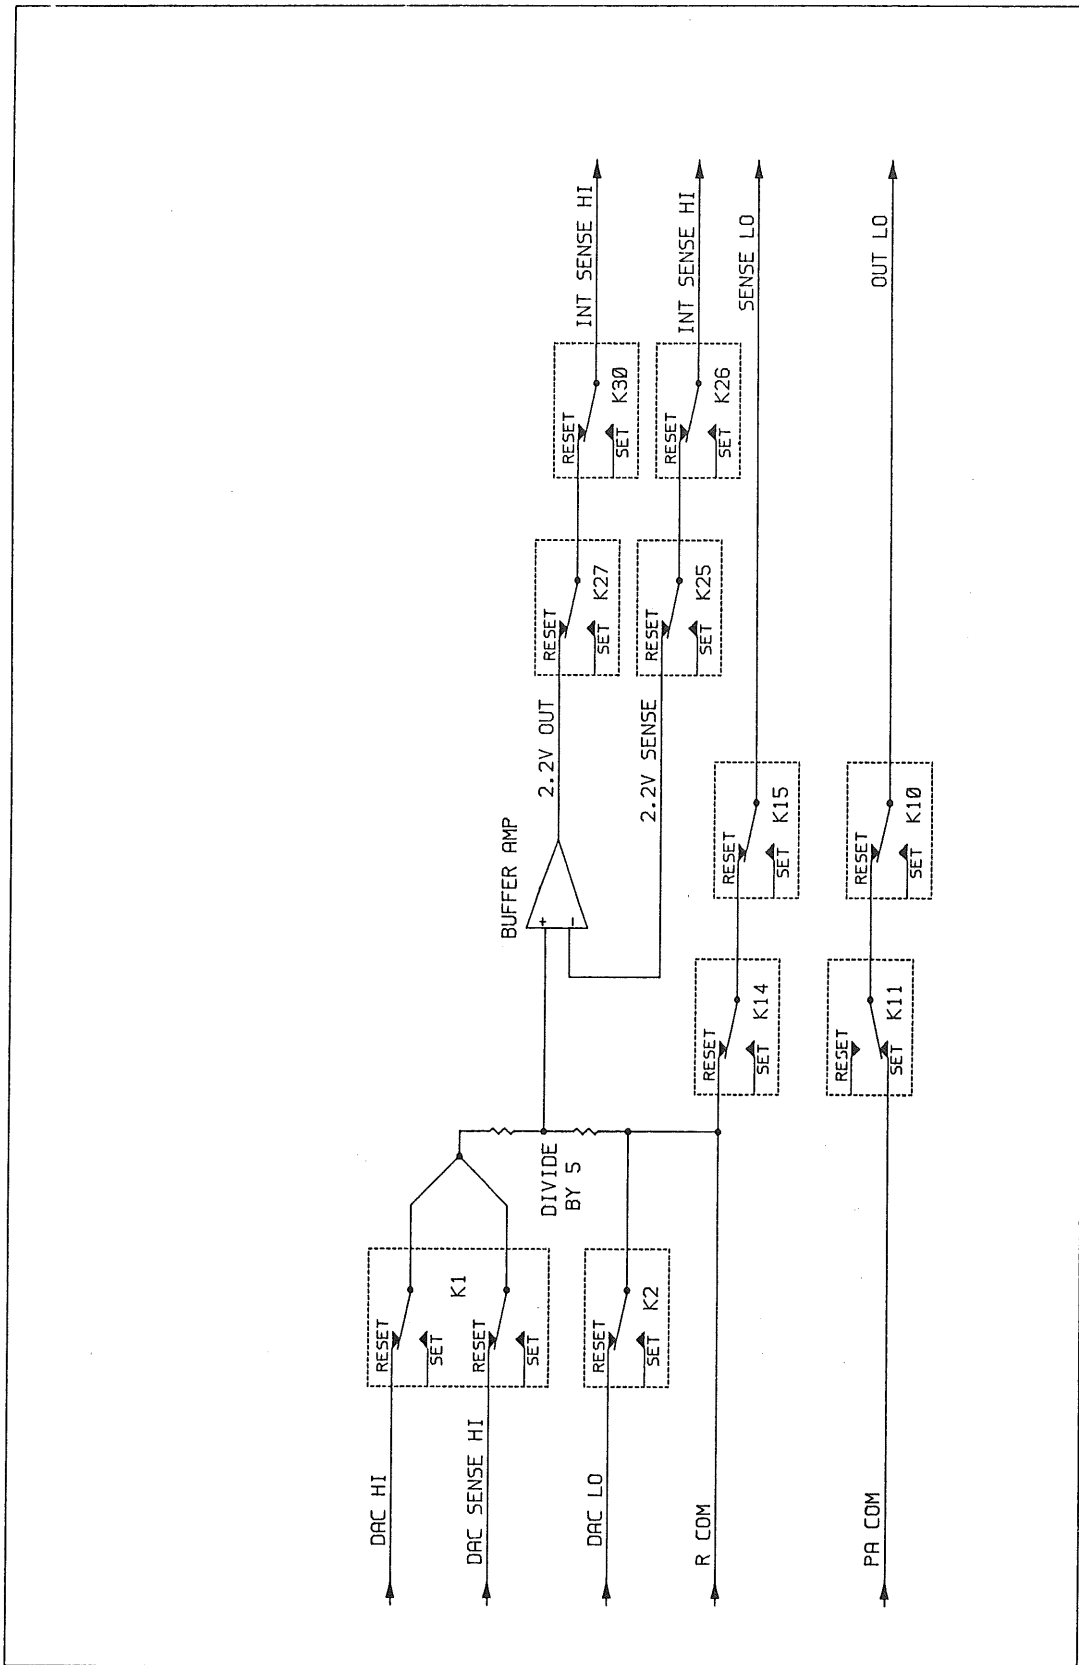 DAC HI
RESET
SET
K1
DAC SENSE HI
RESET
SET
DAC LO
RESET
SET
K2
DIVIDE
BY 5
BUFFER AMP
+
-
2.2V OUT
RESET
SET
K27
RESET
SET
K30
INT SENSE HI
2.2V SENSE
RESET
SET
K25
RESET
SET
K26
INT SENSE HI
R COM
RESET
SET
K14
RESET
SET
K15
SENSE LO
PA COM
RESET
SET
K11
RESET
SET
K10
OUT LO